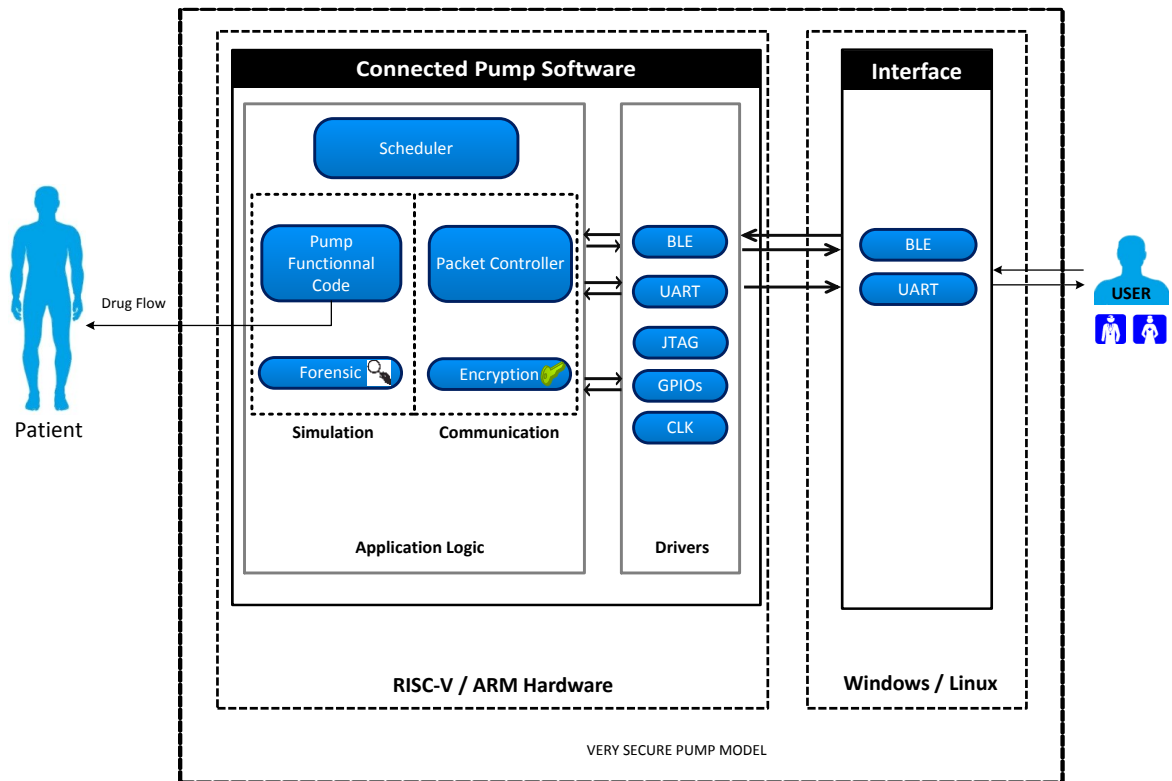 Connected Pump Software
Interface
Scheduler
Pump
Functionnal
Code
Packet Controller
BLE
UART
JTAG
GPIOs
CLK
BLE
UART
USER
Drug Flow
Patient
Forensic
Encryption
Simulation
Communication
Application Logic
Drivers
RISC-V / ARM Hardware
Windows / Linux
VERY SECURE PUMP MODEL